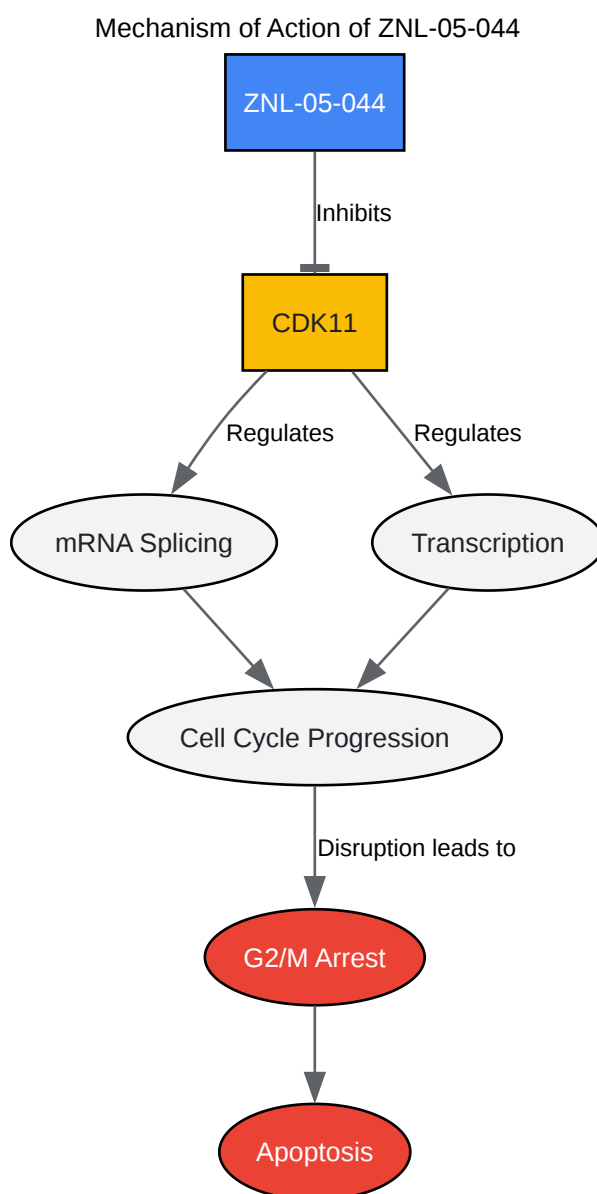 Mechanism of Action of ZNL-05-044
ZNL-05-044
Inhibits
CDK11
Regulates
Regulates
mRNA Splicing
Transcription
Cell Cycle Progression
Disruption leads to
G2/M Arrest
Apoptosis